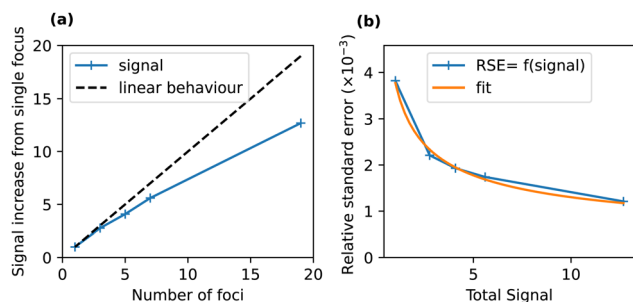 (a)
20
15
10
5
0
0
5
10
15
20
Signal increase from single focus
Number of foci
signal
linear behaviour
(b)
4
3
2
1
5
10
Relative standard error (×10⁻³)
Total Signal
RSE= f(signal)
fit